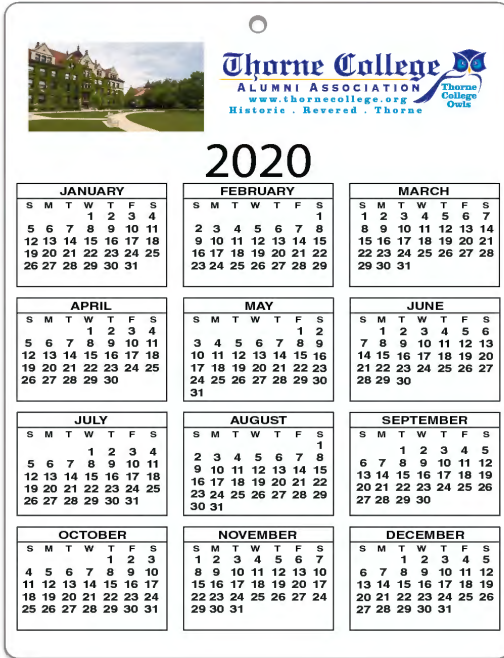 Thorne College
ALUMNI ASSOCIATION
www.thornecollege.org
Historic . Revered . Thorne
Thorne
College
Owls
2020
JANUARY
S M T W T F S
1 2 3 4
5 6 7 8 9 10 11
12 13 14 15 16 17 18
19 20 21 22 23 24 25
26 27 28 29 30 31
FEBRUARY
S M T W T F S
1
2 3 4 5 6 7 8
9 10 11 12 13 14 15
16 17 18 19 20 21 22
23 24 25 26 27 28 29
MARCH
S M T W T F S
1 2 3 4 5 6 7
8 9 10 11 12 13 14
15 16 17 18 19 20 21
22 23 24 25 26 27 28
29 30 31
APRIL
S M T W T F S
1 2 3 4
5 6 7 8 9 10 11
12 13 14 15 16 17 18
19 20 21 22 23 24 25
26 27 28 29 30
MAY
S M T W T F S
1 2
3 4 5 6 7 8 9
10 11 12 13 14 15 16
17 18 19 20 21 22 23
24 25 26 27 28 29 30
31
JUNE
S M T W T F S
1 2 3 4 5 6
7 8 9 10 11 12 13
14 15 16 17 18 19 20
21 22 23 24 25 26 27
28 29 30
JULY
S M T W T F S
1 2 3 4
5 6 7 8 9 10 11
12 13 14 15 16 17 18
19 20 21 22 23 24 25
26 27 28 29 30 31
AUGUST
S M T W T F S
1
2 3 4 5 6 7 8
9 10 11 12 13 14 15
16 17 18 19 20 21 22
23 24 25 26 27 28 29
30 31
SEPTEMBER
S M T W T F S
1 2 3 4 5
6 7 8 9 10 11 12
13 14 15 16 17 18 19
20 21 22 23 24 25 26
27 28 29 30
OCTOBER
S M T W T F S
1 2 3
4 5 6 7 8 9 10
11 12 13 14 15 16 17
18 19 20 21 22 23 24
25 26 27 28 29 30 31
NOVEMBER
S M T W T F S
1 2 3 4 5 6 7
8 9 10 11 12 13 10
15 16 17 18 19 20 17
22 23 24 25 26 27 24
29 30 31
DECEMBER
S M T W T F S
1 2 3 4 5
6 7 8 9 10 11 12
13 14 15 16 17 18 19
20 21 22 23 24 25 26
27 28 29 30 31